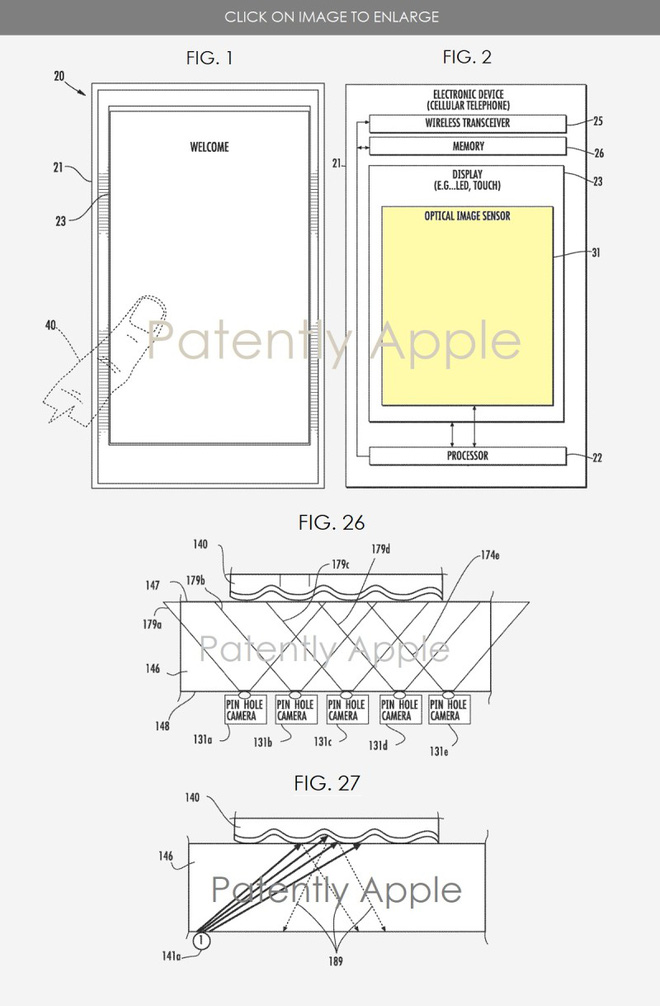 CLICK ON IMAGE TO ENLARGE
FIG. 1
20
WELCOME
21
23
40
FIG. 2
ELECTRONIC DEVICE
(CELLULAR TELEPHONE)
WIRELESS TRANSCEIVER
25
MEMORY
26
21
DISPLAY
(E.G...LED, TOUCH)
23
OPTICAL IMAGE SENSOR
31
PROCESSOR
22
Patently Apple
FIG. 26
140
179c
179d
174e
147
179b
179a
146
148
Patently Apple
PIN HOLE CAMERA
PIN HOLE CAMERA
PIN HOLE CAMERA
PIN HOLE CAMERA
PIN HOLE CAMERA
131a
131b
131c
131d
131e
FIG. 27
140
146
Patently Apple
1
141a
189